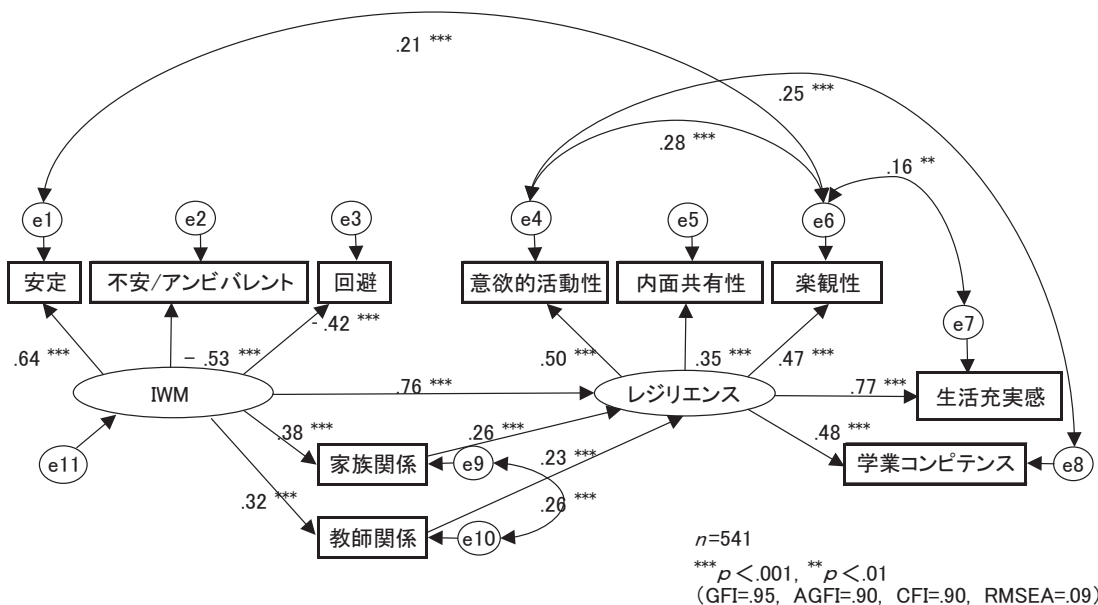 .21 ***
.25 ***
.28 ***
.16 **
e1
e2
e3
e4
e5
e6
安定
不安/アンビバレント
回避
意欲的活動性
内面共有性
楽観性
e7
.64 ***
− .53 ***
− .42 ***
.50 ***
.35 ***
.47 ***
IWM
.76 ***
レジリエンス
.77 ***
生活充実感
.38 ***
.26 ***
.48 ***
e11
家族関係
e9
.23 ***
学業コンピテンス
e8
.32 ***
.26 ***
教師関係
e10
n=541
***p<.001, **p<.01
(GFI=.95, AGFI=.90, CFI=.90, RMSEA=.09)